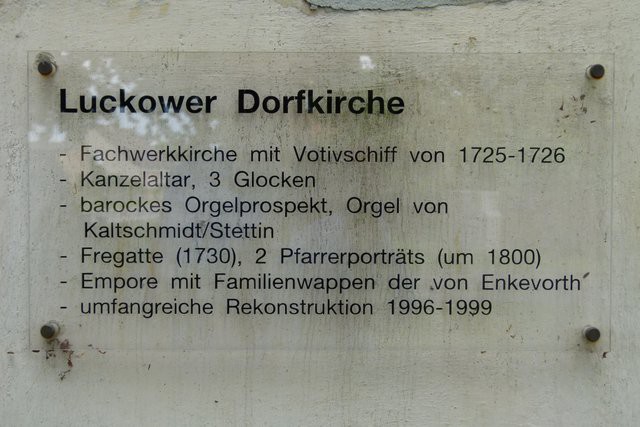 Luckower Dorfkirche
- Fachwerkkirche mit Votivschiff von 1725-1726
- Kanzelaltar, 3 Glocken
- barockes Orgelprospekt, Orgel von
Kaltschmidt/Stettin
- Fregatte (1730), 2 Pfarrerporträts (um 1800)
- Empore mit Familienwappen der von Enkevorth
- umfangreiche Rekonstruktion 1996-1999